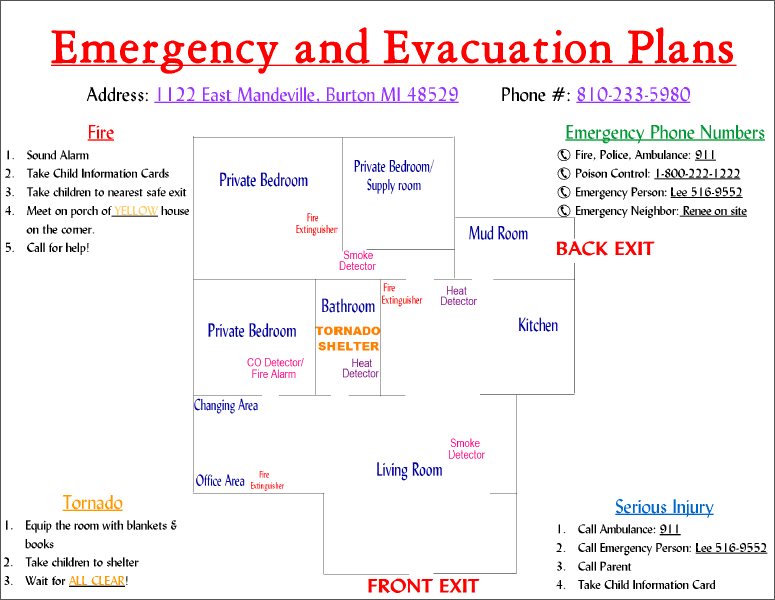 Emergency and Evacuation Plans
Address: 1122 East Mandeville, Burton MI 48529 Phone #: 810-233-5980
Fire
1. Sound Alarm
2. Take Child Information Cards
3. Take children to nearest safe exit
4. Meet on porch of YELLOW house
on the corner.
5. Call for help!
Emergency Phone Numbers
Fire, Police, Ambulance: 911
Poison Control: 1-800-222-1222
Emergency Person: Lee 516-9552
Emergency Neighbor: Renee on site
Private Bedroom
Private Bedroom/
Supply room
Fire
Extinguisher
Smoke
Detector
Mud Room
BACK EXIT
Private Bedroom
CO Detector/
Fire Alarm
Bathroom
TORNADO
SHELTER
Heat
Detector
Fire
Extinguisher
Heat
Detector
Kitchen
Changing Area
Office Area
Fire
Extinguisher
Living Room
Smoke
Detector
FRONT EXIT
Tornado
1. Equip the room with blankets &
books
2. Take children to shelter
3. Wait for ALL CLEAR!
Serious Injury
1. Call Ambulance: 911
2. Call Emergency Person: Lee 516-9552
3. Call Parent
4. Take Child Information Card